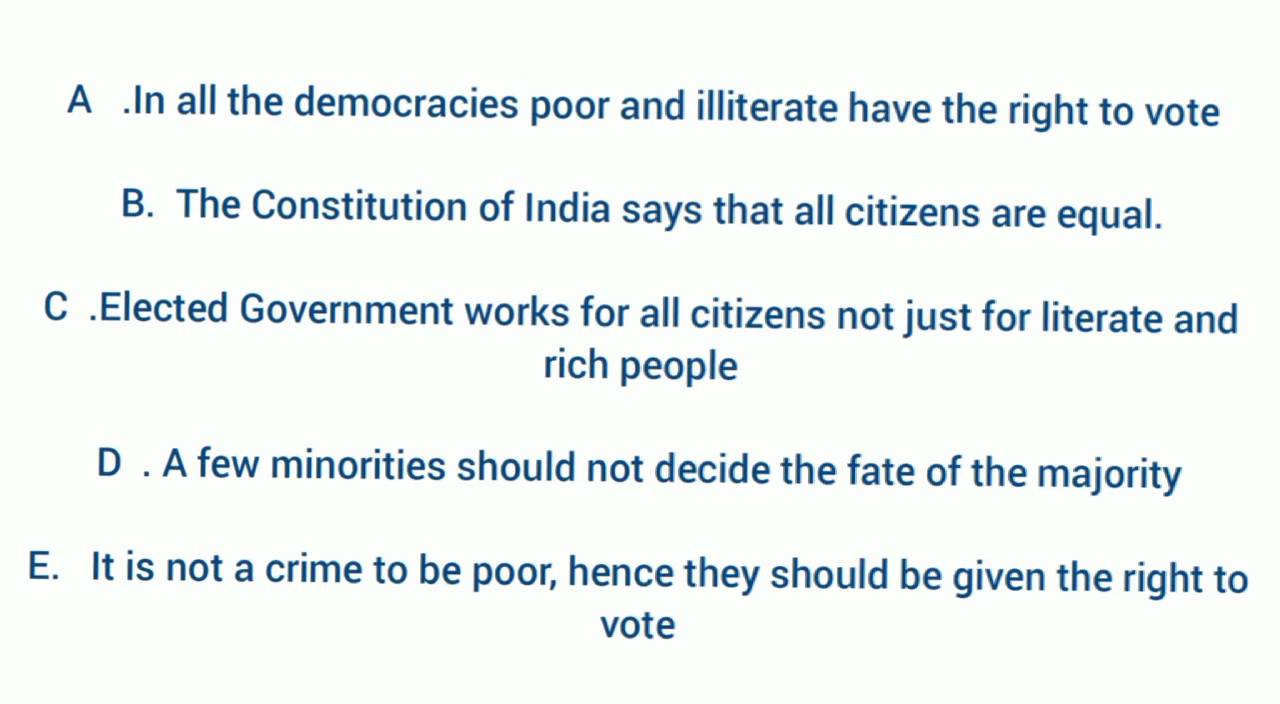 A .In all the democracies poor and illiterate have the right to vote
B. The Constitution of India says that all citizens are equal.
C .Elected Government works for all citizens not just for literate and
rich people
D . A few minorities should not decide the fate of the majority
E. It is not a crime to be poor, hence they should be given the right to
vote